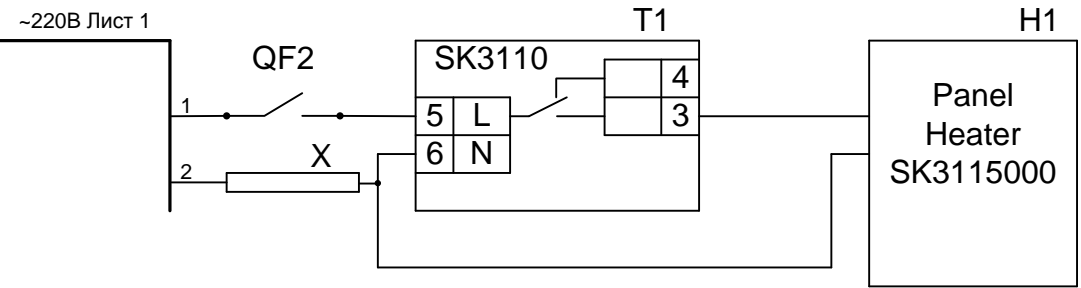 ~220В Лист 1
T1
H1
QF2
SK3110
4
1
5 L
3
Panel
Heater
SK3115000
X
6 N
2